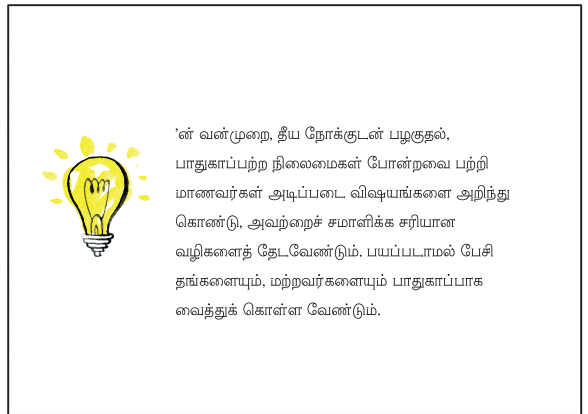 'ன் வன்முறை, தீய நோக்குடன் பழகுதல்,
பாதுகாப்பற்ற நிலைமைகள் போன்றவை பற்றி
மாணவர்கள் அடிப்படை விஷயங்களை அறிந்து
கொண்டு, அவற்றைச் சமாளிக்க சரியான
வழிகளைத் தேடவேண்டும். பயப்படாமல் பேசி
தங்களையும், மற்றவர்களையும் பாதுகாப்பாக
வைத்துக் கொள்ள வேண்டும்.